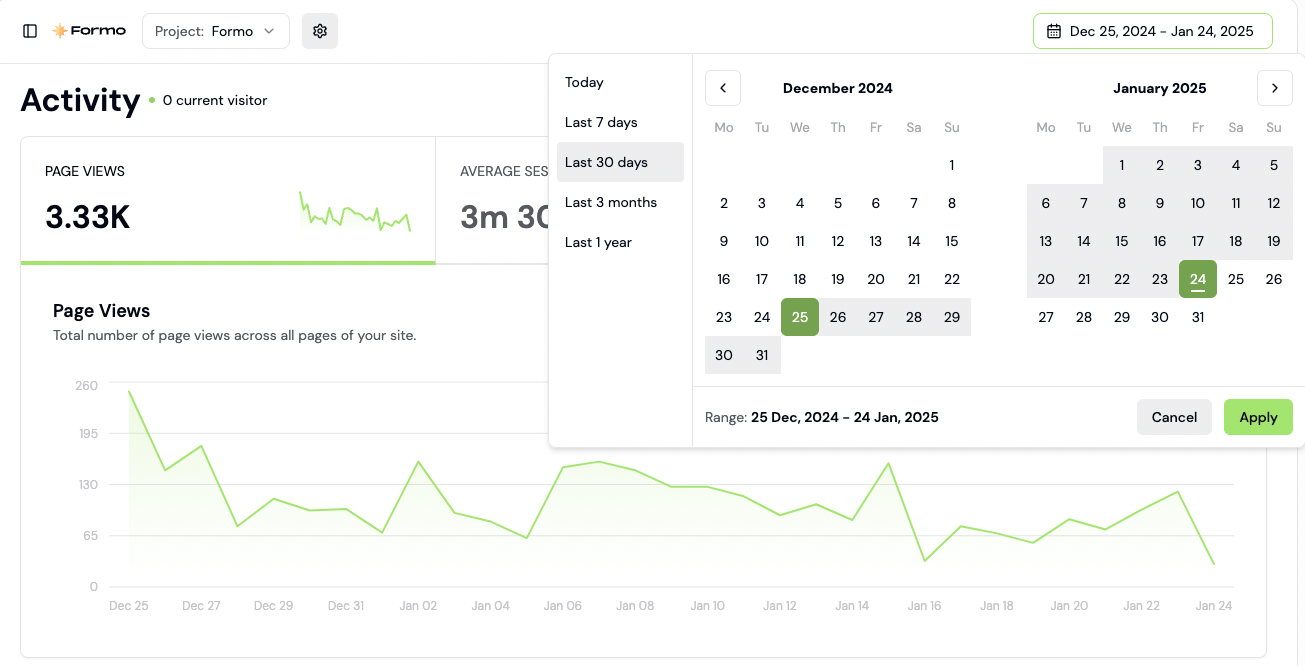 Formo
Project: Formo
Dec 25, 2024 - Jan 24, 2025
Activity
0 current visitor
PAGE VIEWS
3.33K
AVERAGE SES
3m 30
Today
Last 7 days
Last 30 days
Last 3 months
Last 1 year
December 2024
Mo Tu We Th Fr Sa Su
1
2 3 4 5 6 7 8
9 10 11 12 13 14 15
16 17 18 19 20 21 22
23 24 25 26 27 28 29
30 31
January 2025
Mo Tu We Th Fr Sa Su
1 2 3 4 5
6 7 8 9 10 11 12
13 14 15 16 17 18 19
20 21 22 23 24 25 26
27 28 29 30 31
Range: 25 Dec, 2024 - 24 Jan, 2025
Cancel
Apply
Page Views
Total number of page views across all pages of your site.
260
195
130
65
0
Dec 25 Dec 27 Dec 29 Dec 31 Jan 02 Jan 04 Jan 06 Jan 08 Jan 10 Jan 12 Jan 14 Jan 16 Jan 18 Jan 20 Jan 22 Jan 24